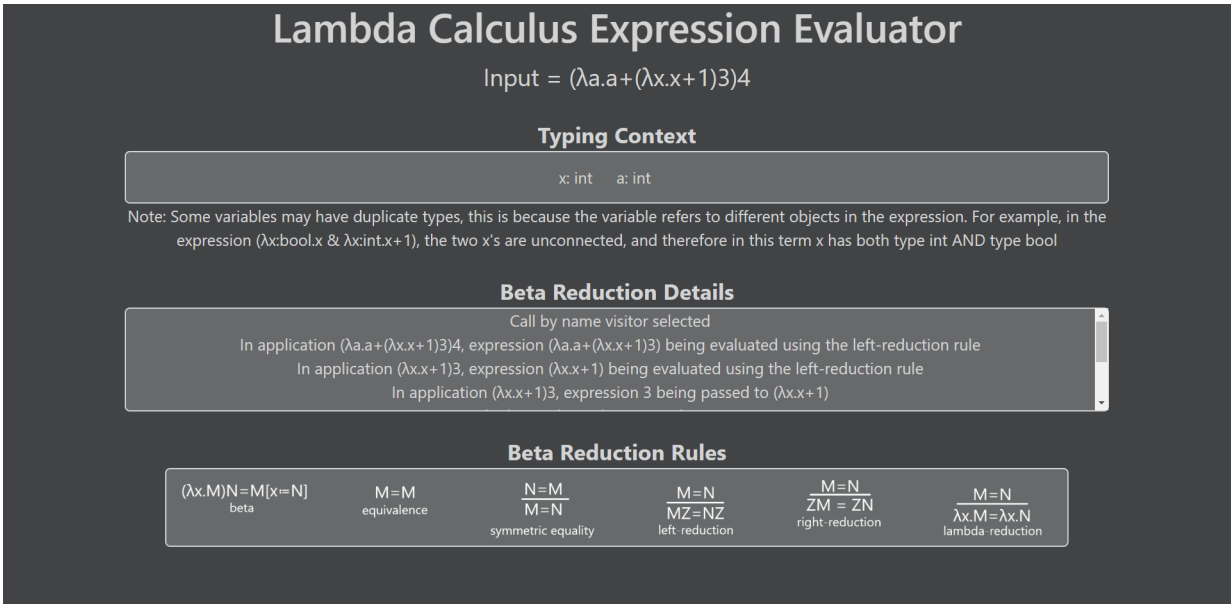 Lambda Calculus Expression Evaluator
Input = (λa.a+(λx.x+1)3)4
Typing Context
x: int a: int
Note: Some variables may have duplicate types, this is because the variable refers to different objects in the expression. For example, in the
expression (λx:bool.x & λx:int.x+1), the two x's are unconnected, and therefore in this term x has both type int AND type bool
Beta Reduction Details
Call by name visitor selected
In application (λa.a+(λx.x+1)3)4, expression (λa.a+(λx.x+1)3) being evaluated using the left-reduction rule
In application (λx.x+1)3, expression (λx.x+1) being evaluated using the left-reduction rule
In application (λx.x+1)3, expression 3 being passed to (λx.x+1)
Beta Reduction Rules
(λx.M)N=M[x≔N]
beta
M=M
equivalence
N=M
M=N
symmetric equality
M=N
MZ=NZ
left-reduction
M=N
ZM = ZN
right-reduction
M=N
λx.M=λx.N
lambda-reduction